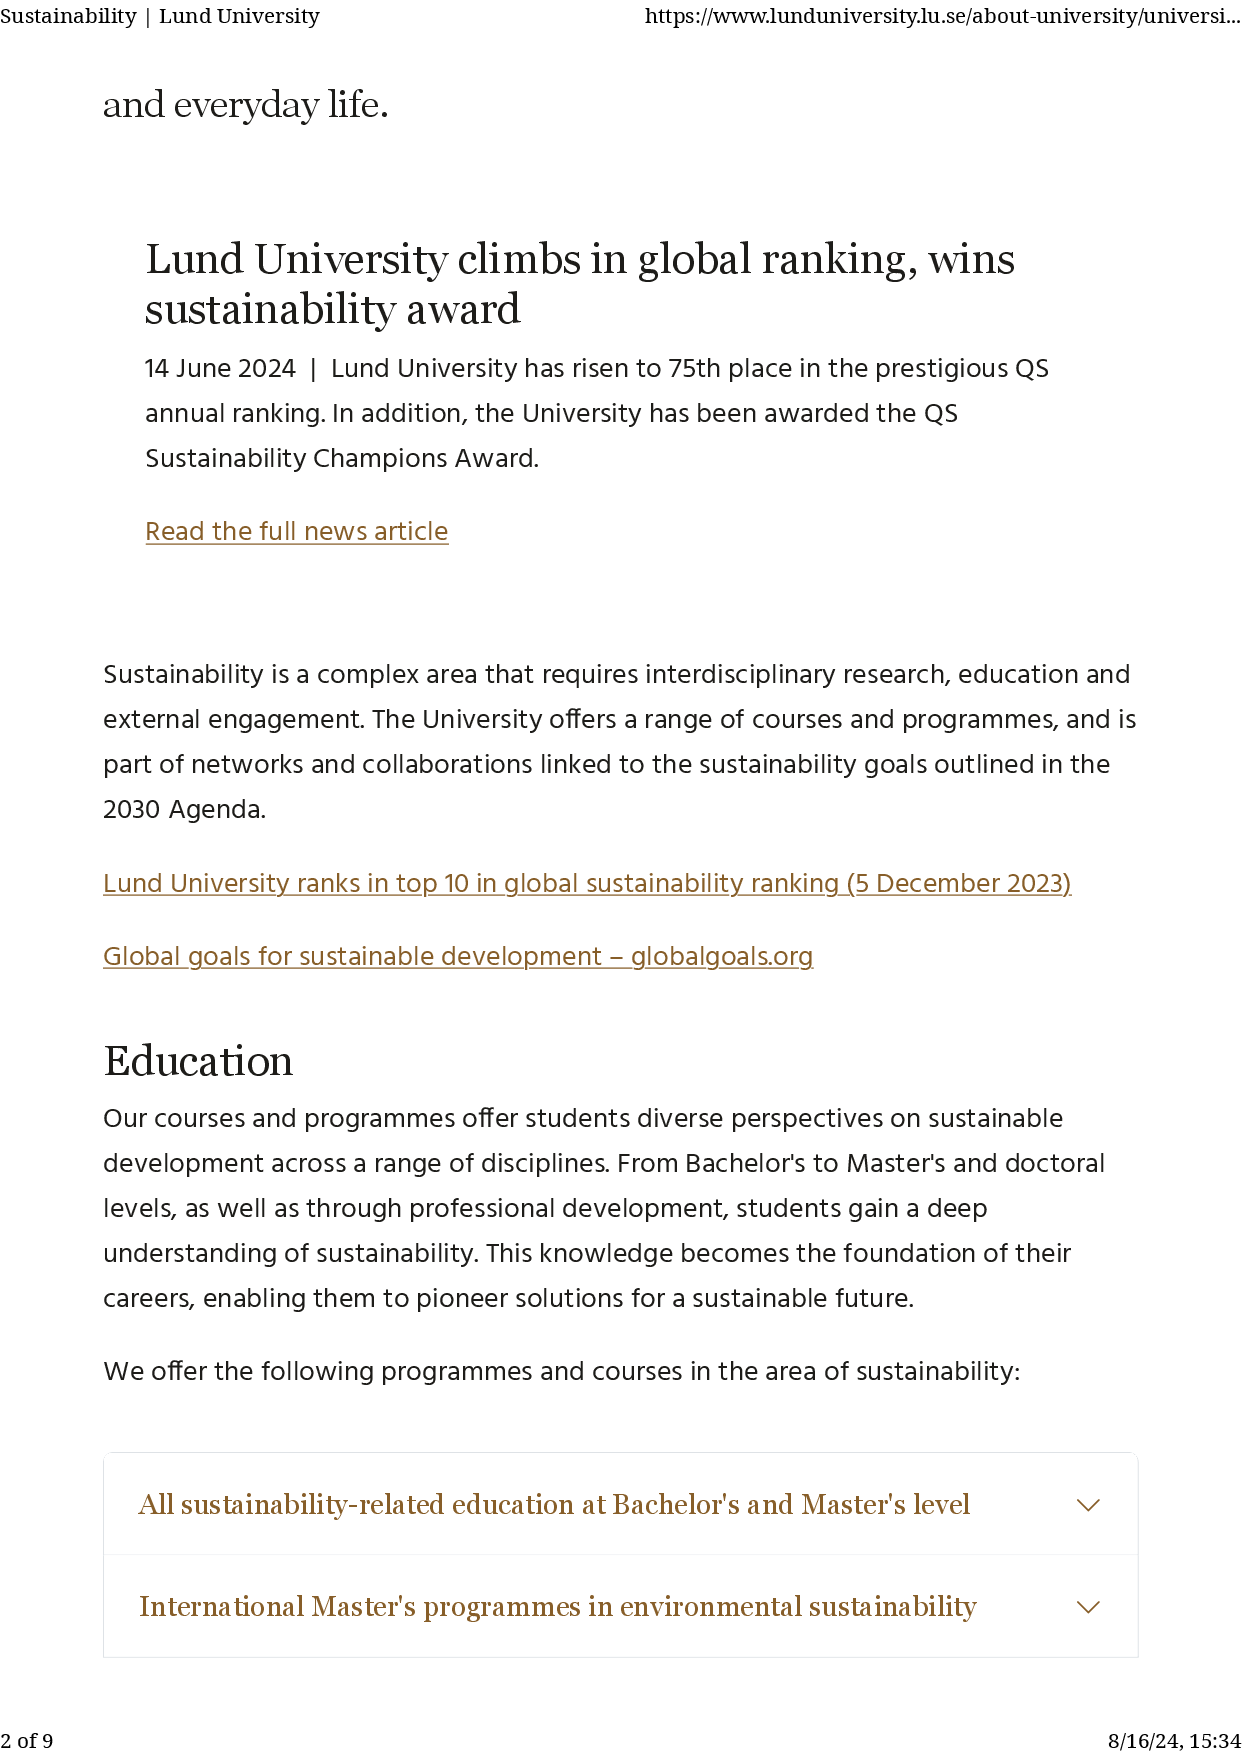 Sustainability | Lund University
https://www.lunduniversity.lu.se/about-university/universi...
and everyday life.
Lund University climbs in global ranking, wins
sustainability award
14 June 2024 | Lund University has risen to 75th place in the prestigious QS
annual ranking. In addition, the University has been awarded the QS
Sustainability Champions Award.
Read the full news article
Sustainability is a complex area that requires interdisciplinary research, education and
external engagement. The University offers a range of courses and programmes, and is
part of networks and collaborations linked to the sustainability goals outlined in the
2030 Agenda.
Lund University ranks in top 10 in global sustainability ranking (5 December 2023)
Global goals for sustainable development – globalgoals.org
Education
Our courses and programmes offer students diverse perspectives on sustainable
development across a range of disciplines. From Bachelor's to Master's and doctoral
levels, as well as through professional development, students gain a deep
understanding of sustainability. This knowledge becomes the foundation of their
careers, enabling them to pioneer solutions for a sustainable future.
We offer the following programmes and courses in the area of sustainability:
All sustainability-related education at Bachelor's and Master's level
International Master's programmes in environmental sustainability
2 of 9
8/16/24, 15:34